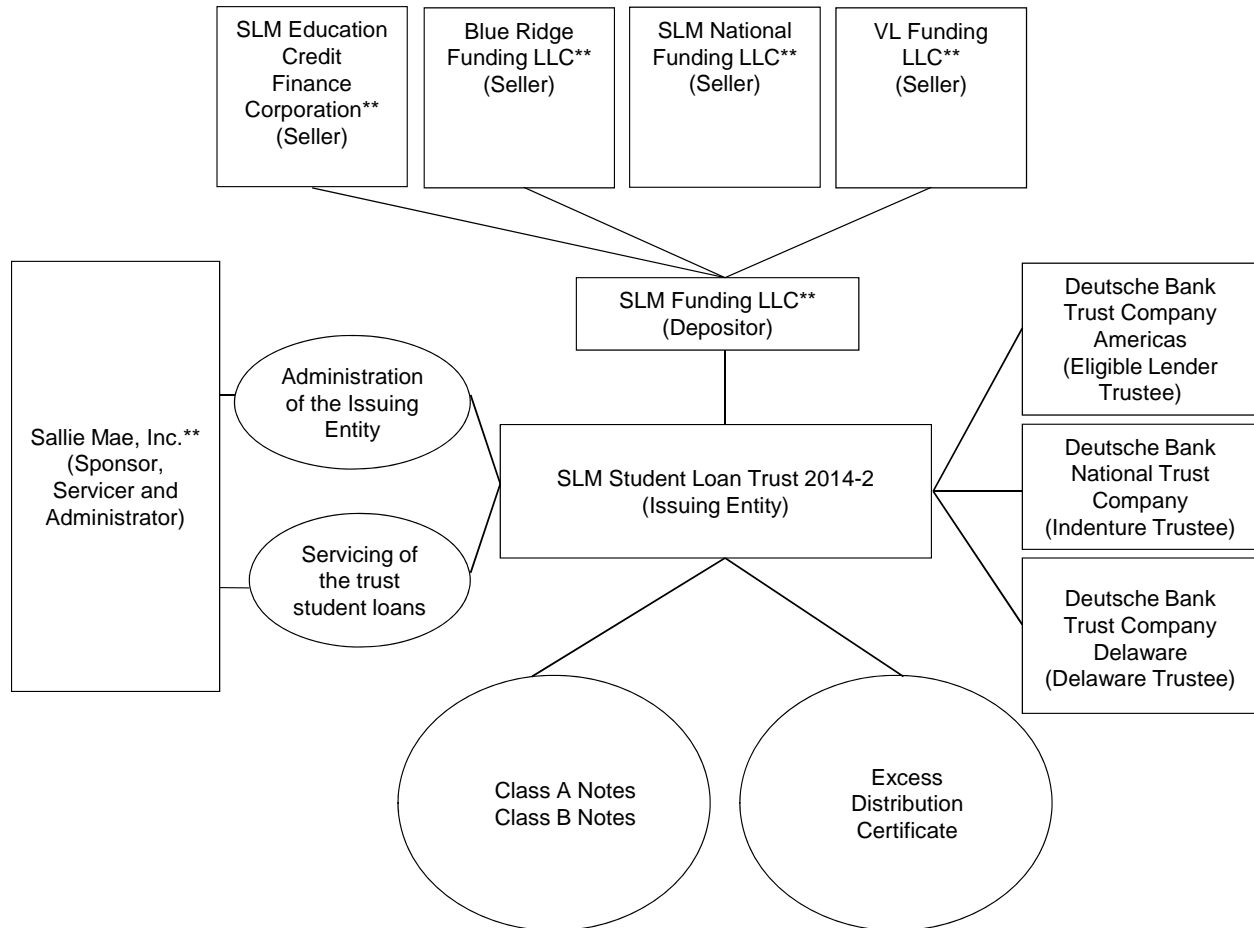 SLM Education
Credit
Finance
Corporation**
(Seller)
Blue Ridge
Funding LLC**
(Seller)
SLM National
Funding LLC**
(Seller)
VL Funding
LLC**
(Seller)
SLM Funding LLC**
(Depositor)
Sallie Mae, Inc.**
(Sponsor,
Servicer and
Administrator)
Administration
of the Issuing
Entity
Servicing of
the trust
student loans
SLM Student Loan Trust 2014-2
(Issuing Entity)
Deutsche Bank
Trust Company
Americas
(Eligible Lender
Trustee)
Deutsche Bank
National Trust
Company
(Indenture Trustee)
Deutsche Bank
Trust Company
Delaware
(Delaware Trustee)
Class A Notes
Class B Notes
Excess
Distribution
Certificate